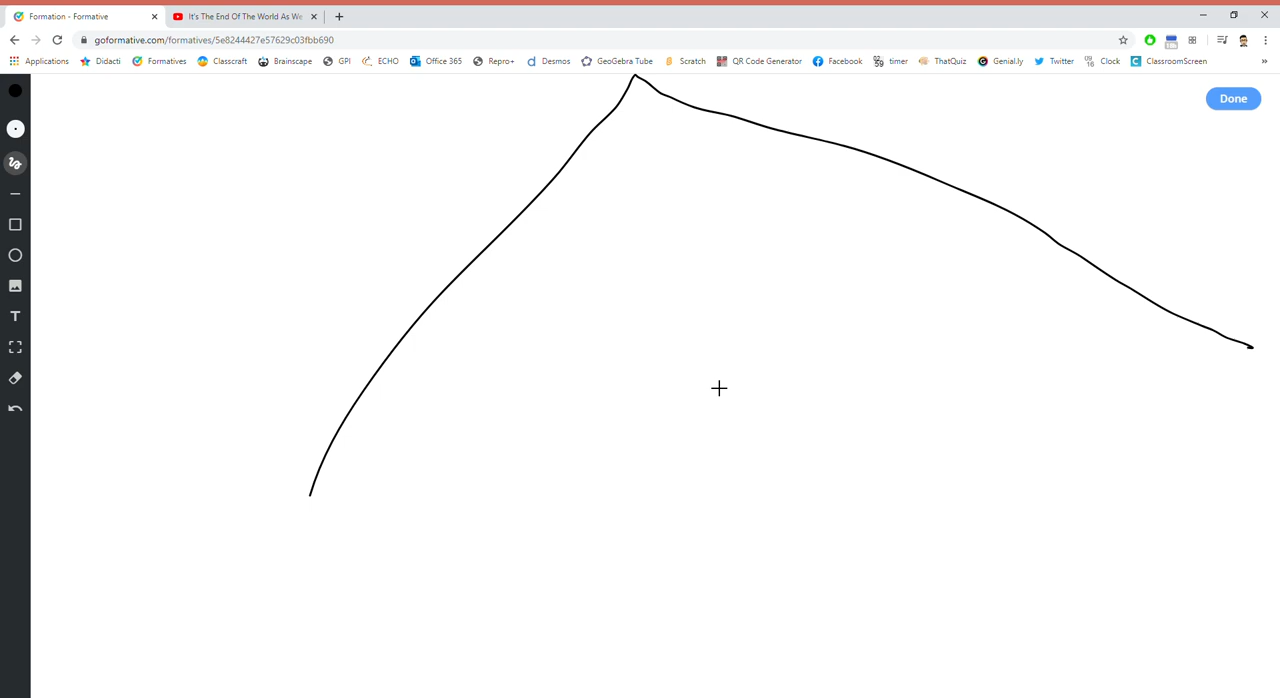 Formation - Formative
It's The End Of The World As We
goformative.com/formatives/5e8244427e57629c03fbb690
Applications Didacti Formatives Classcraft Brainscape GPI ECHO Office 365 Repro+ Desmos GeoGebra Tube Scratch QR Code Generator Facebook timer ThatQuiz Genial.ly Twitter Clock ClassroomScreen »
Done
T